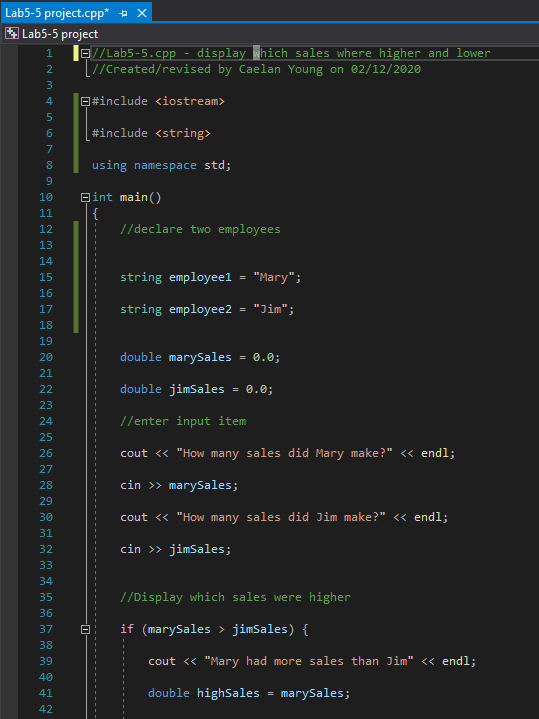 Lab5-5 project.cpp*
Lab5-5 project
1 //Lab5-5.cpp - display which sales where higher and lower
2 //Created/revised by Caelan Young on 02/12/2020
3
4 #include <iostream>
5
6 #include <string>
7
8 using namespace std;
9
10 int main()
11 {
12 //declare two employees
13
14
15 string employee1 = "Mary";
16
17 string employee2 = "Jim";
18
19
20 double marySales = 0.0;
21
22 double jimSales = 0.0;
23
24 //enter input item
25
26 cout << "How many sales did Mary make?" << endl;
27
28 cin >> marySales;
29
30 cout << "How many sales did Jim make?" << endl;
31
32 cin >> jimSales;
33
34
35 //Display which sales were higher
36
37 if (marySales > jimSales) {
38
39 cout << "Mary had more sales than Jim" << endl;
40
41 double highSales = marySales;
42